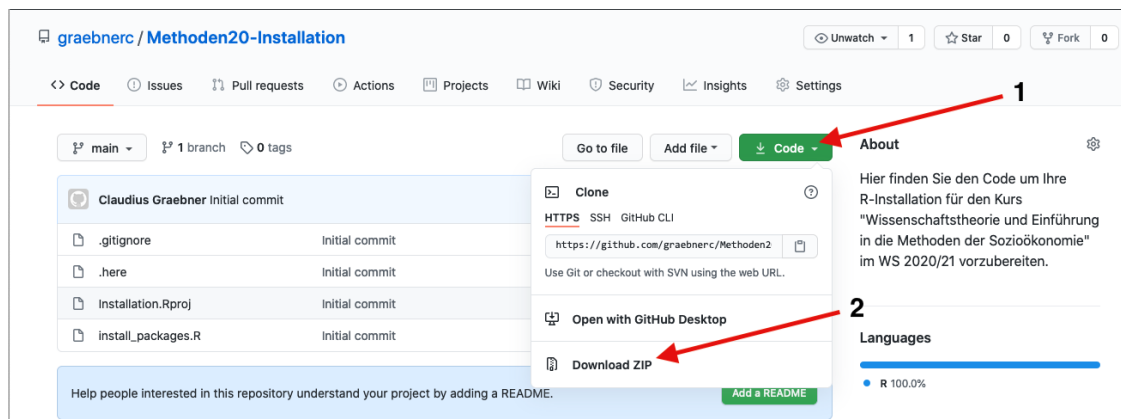 graebnerc / Methoden20-Installation
Unwatch 1 Star 0 Fork 0
<> Code Issues Pull requests Actions Projects Wiki Security Insights Settings
1
main 1 branch 0 tags Go to file Add file Code
About
Hier finden Sie den Code um Ihre
R-Installation für den Kurs
"Wissenschaftstheorie und Einführung
in die Methoden der Sozioökonomie"
im WS 2020/21 vorzubereiten.
Claudius Graebner Initial commit
.gitignore Initial commit
.here Initial commit
Installation.Rproj Initial commit
install_packages.R Initial commit
Clone
HTTPS SSH GitHub CLI
https://github.com/graebnerc/Methoden2
Use Git or checkout with SVN using the web URL.
Open with GitHub Desktop
2
Download ZIP
Languages
R 100.0%
Help people interested in this repository understand your project by adding a README.
Add a README